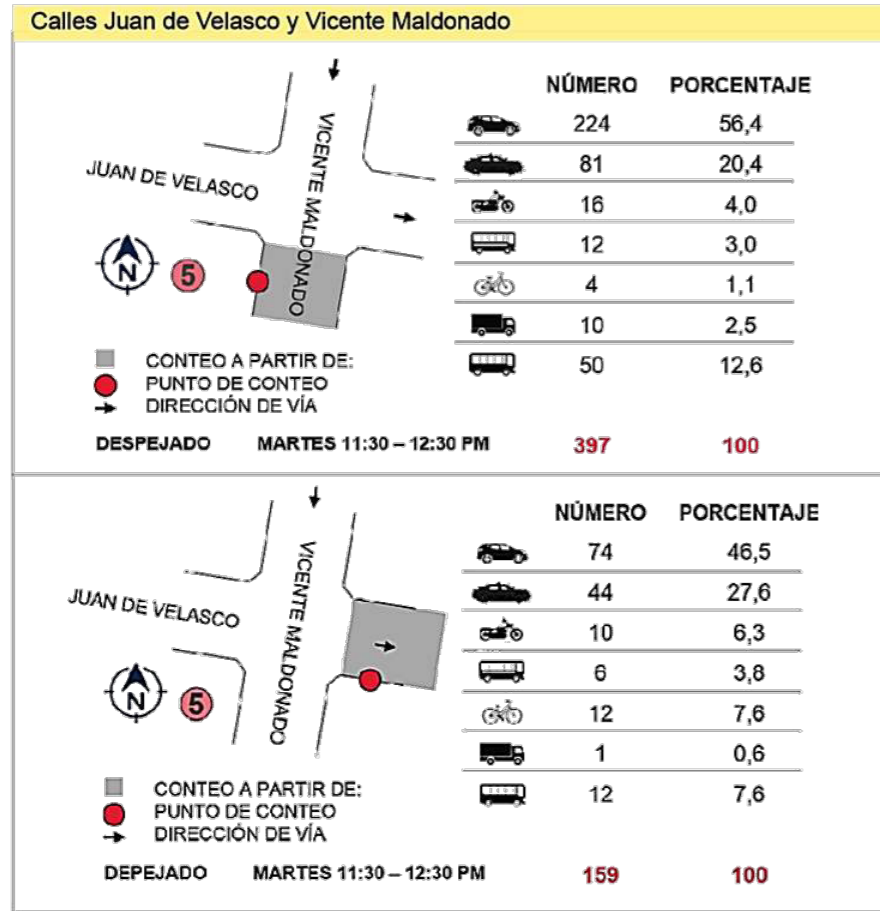 Calles Juan de Velasco y Vicente Maldonado
NÚMERO PORCENTAJE
224 56,4
81 20,4
16 4,0
12 3,0
4 1,1
10 2,5
50 12,6
JUAN DE VELASCO
VICENTE MALDONADO
N
5
CONTEO A PARTIR DE:
PUNTO DE CONTEO
DIRECCIÓN DE VÍA
DESPEJADO MARTES 11:30 – 12:30 PM 397 100
NÚMERO PORCENTAJE
74 46,5
44 27,6
10 6,3
6 3,8
12 7,6
1 0,6
12 7,6
JUAN DE VELASCO
VICENTE MALDONADO
N
5
CONTEO A PARTIR DE:
PUNTO DE CONTEO
DIRECCIÓN DE VÍA
DEPEJADO MARTES 11:30 – 12:30 PM 159 100